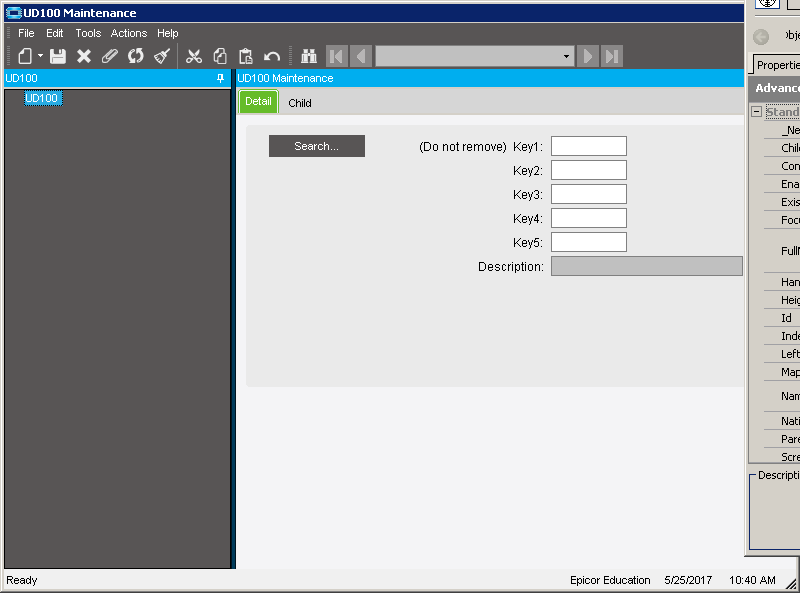 UD100 Maintenance
File Edit Tools Actions Help
UD100
UD100
UD100 Maintenance
Detail Child
Search...
(Do not remove) Key1:
Key2:
Key3:
Key4:
Key5:
Description:
Ready
Epicor Education 5/25/2017 10:40 AM
Obje
Propertie
Advance
Stand
_Ne
Chil
Con
Ena
Exis
Focu
Full
Han
Heig
Id
Inde
Left
Map
Nam
Nati
Pare
Scre
Descripti